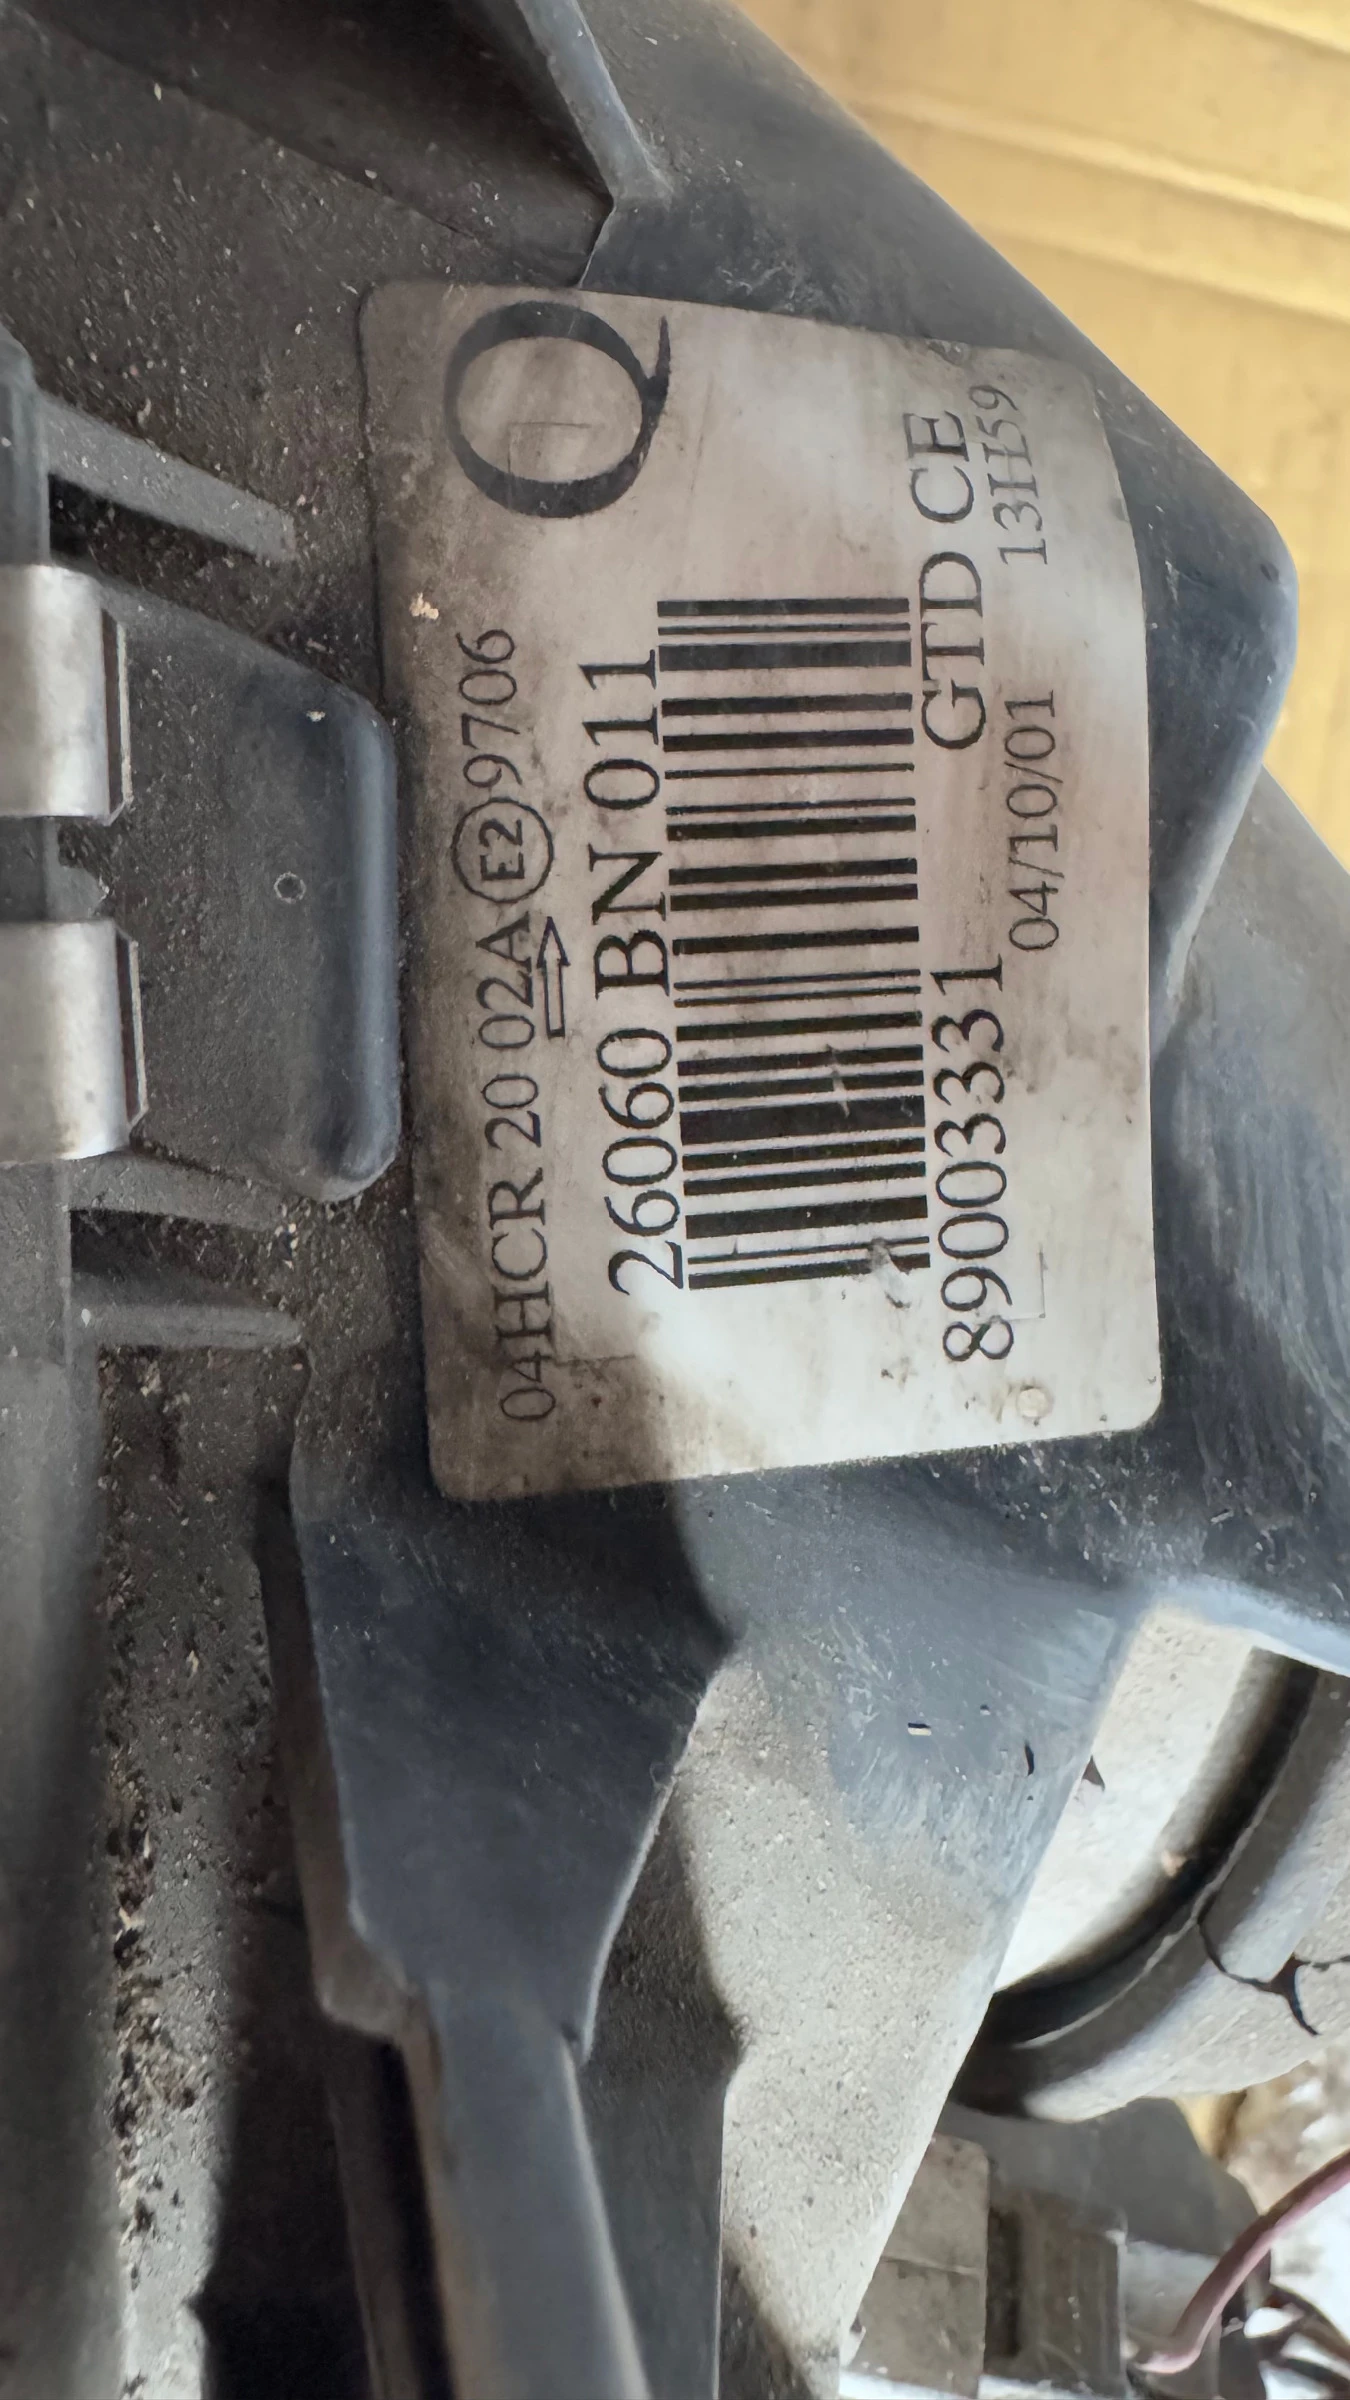 Q
04HCR 20 02A E2 9706
26060 BN 011
89003331 GTD CE
04/10/01 13H59